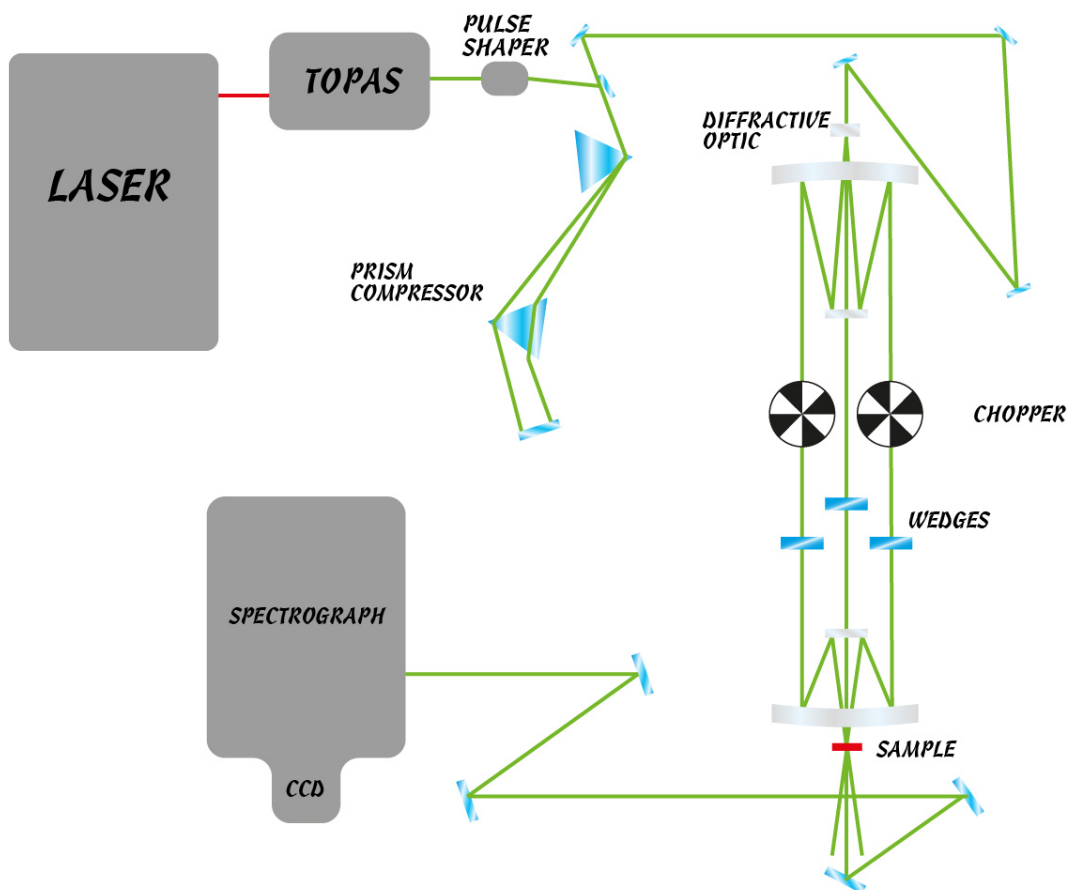 PULSE
SHAPER
TOPAS
LASER
DIFFRACTIVE
OPTIC
PRISM
COMPRESSOR
CHOPPER
WEDGES
SPECTROGRAPH
SAMPLE
CCD